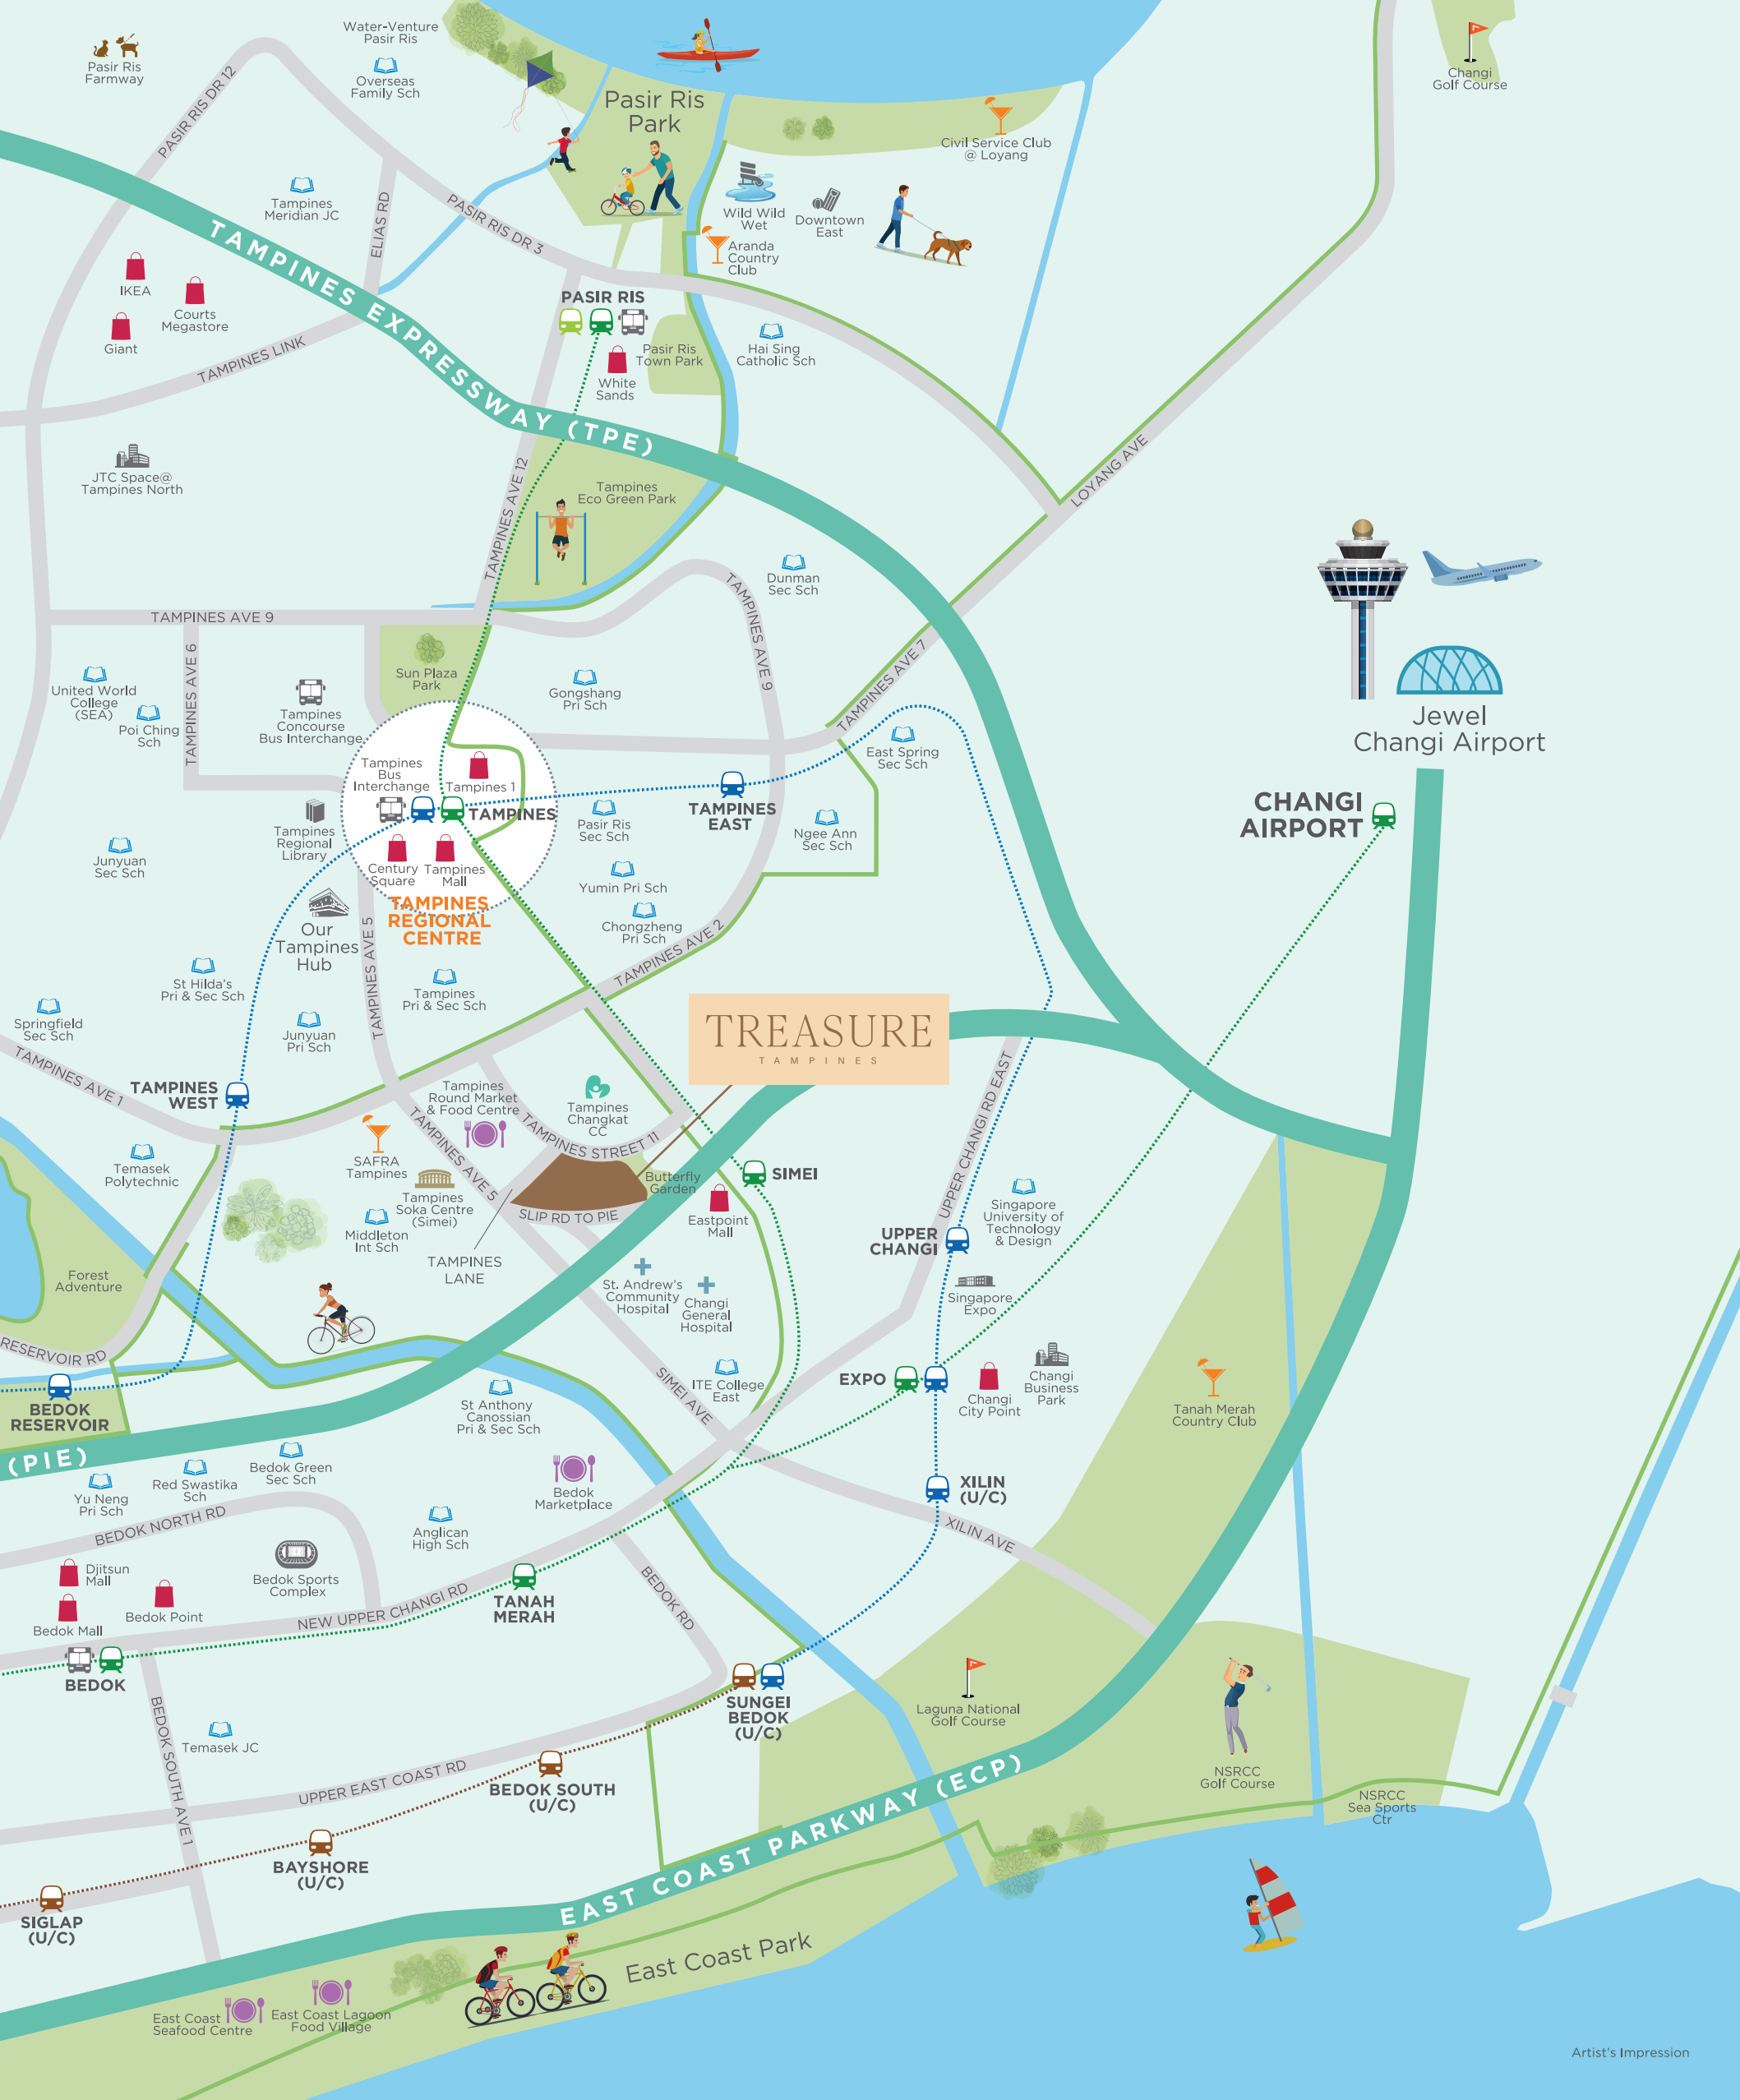 Water-Venture
Pasir Ris
Pasir Ris
Farmway
Overseas
Family Sch
PASIR RIS DR 12
Pasir Ris
Park
Changi
Golf Course
Civil Service Club
@ Loyang
Tampines
Meridian JC
ELIAS RD
PASIR RIS DR 3
Wild Wild
Wet
Downtown
East
Aranda
Country
Club
TAMPINES EXPRESSWAY (TPE)
IKEA
Courts
Megastore
Giant
TAMPINES LINK
PASIR RIS
Pasir Ris
Town Park
White
Sands
Hai Sing
Catholic Sch
JTC Space@
Tampines North
TAMPINES AVE 12
Tampines
Eco Green Park
LOYANG AVE
Dunman
Sec Sch
TAMPINES AVE 9
TAMPINES AVE 9
TAMPINES AVE 6
Sun Plaza
Park
United World
College
(SEA)
Poi Ching
Sch
Tampines
Concourse
Bus Interchange
Gongshang
Pri Sch
TAMPINES AVE 7
East Spring
Sec Sch
Jewel
Changi Airport
CHANGI
AIRPORT
Tampines
Bus
Interchange
Tampines 1
TAMPINES
TAMPINES
EAST
Pasir Ris
Sec Sch
Ngee Ann
Sec Sch
Tampines
Regional
Library
Junyuan
Sec Sch
Century
Square
Tampines
Mall
TAMPINES
REGIONAL
CENTRE
Yumin Pri Sch
Chongzheng
Pri Sch
Our
Tampines
Hub
TAMPINES AVE 5
TAMPINES AVE 2
St Hilda's
Pri & Sec Sch
Tampines
Pri & Sec Sch
Springfield
Sec Sch
Junyuan
Pri Sch
TREASURE
TAMPINES
TAMPINES AVE 1
TAMPINES
WEST
Tampines
Round Market
& Food Centre
Tampines
Changkat
CC
TAMPINES STREET 11
UPPER CHANGI RD EAST
Temasek
Polytechnic
SAFRA
Tampines
TAMPINES AVE 5
Tampines
Soka Centre
(Simei)
Middleton
Int Sch
SLIP RD TO PIE
Butterfly
Garden
SIMEI
Eastpoint
Mall
TAMPINES
LANE
Singapore
University of
Technology
& Design
UPPER
CHANGI
Forest
Adventure
St. Andrew's
Community
Hospital
Changi
General
Hospital
Singapore
Expo
RESERVOIR RD
BEDOK
RESERVOIR
SIMEI AVE
ITE College
East
EXPO
Changi
City Point
Changi
Business
Park
Tanah Merah
Country Club
St Anthony
Canossian
Pri & Sec Sch
(PIE)
Bedok Green
Sec Sch
Red Swastika
Sch
Yu Neng
Pri Sch
Bedok
Marketplace
XILIN
(U/C)
XILIN AVE
BEDOK NORTH RD
Anglican
High Sch
Bedok Sports
Complex
Djitsun
Mall
Bedok Mall
Bedok Point
NEW UPPER CHANGI RD
TANAH
MERAH
BEDOK RD
BEDOK
BEDOK SOUTH AVE 1
Temasek JC
SUNGEI
BEDOK
(U/C)
Laguna National
Golf Course
NSRCC
Golf Course
NSRCC
Sea Sports
Ctr
UPPER EAST COAST RD
BEDOK SOUTH
(U/C)
BAYSHORE
(U/C)
SIGLAP
(U/C)
EAST COAST PARKWAY (ECP)
East Coast Park
East Coast
Seafood Centre
East Coast Lagoon
Food Village
Artist's Impression